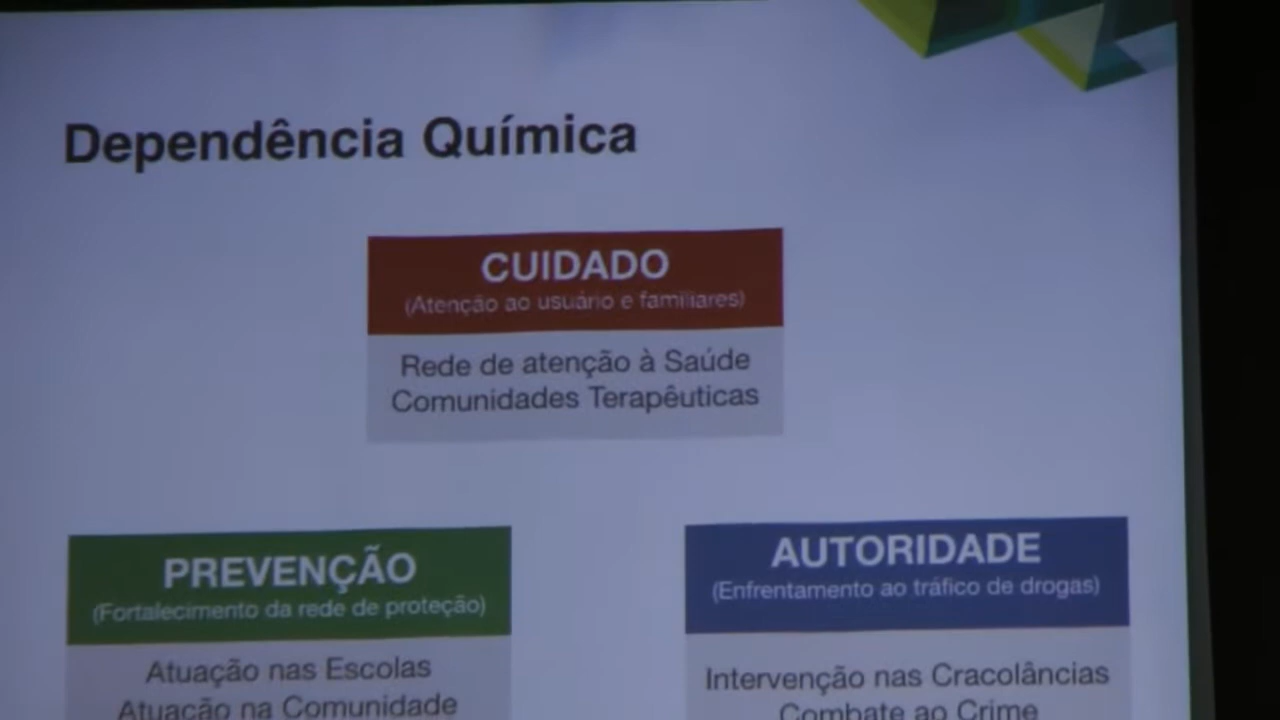 Dependência Química
CUIDADO
(Atenção ao usuário e familiares)
Rede de atenção à Saúde
Comunidades Terapêuticas
PREVENÇÃO
(Fortalecimento da rede de proteção)
Atuação nas Escolas
Atuação na Comunidade
AUTORIDADE
(Enfrentamento ao tráfico de drogas)
Intervenção nas Cracolâncias
Combate ao Crime